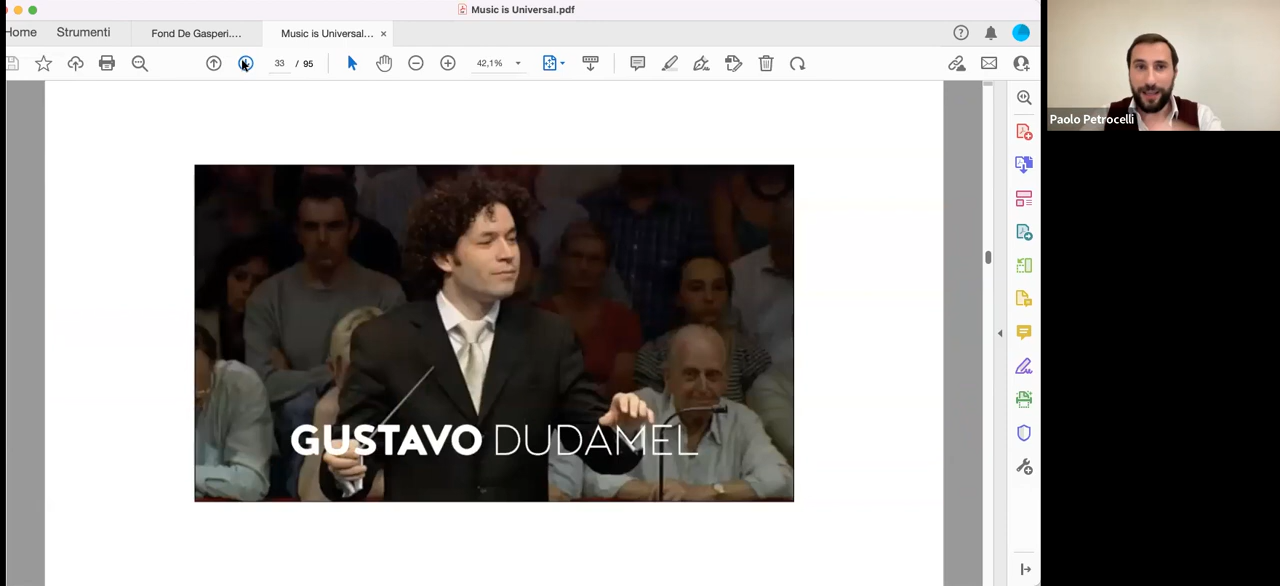 Music is Universal.pdf
Home
Strumenti
Fond De Gasperi....
Music is Universal...
33 / 95
42,1%
Paolo Petrocelli
GUSTAVO DUDAMEL